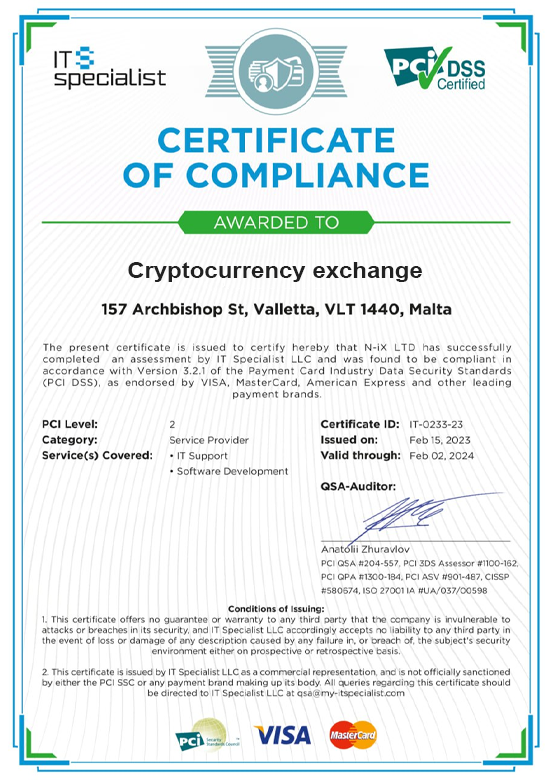 IT S
specialist
PCI DSS
Certified
CERTIFICATE
OF COMPLIANCE
AWARDED TO
Cryptocurrency exchange
157 Archbishop St, Valletta, VLT 1440, Malta
The present certificate is issued to certify hereby that N-iX LTD has successfully
completed an assessment by IT Specialist LLC and was found to be compliant in
accordance with Version 3.2.1 of the Payment Card Industry Data Security Standards
(PCI DSS), as endorsed by VISA, MasterCard, American Express and other leading
payment brands.
PCI Level: 2
Category: Service Provider
Service(s) Covered: • IT Support
• Software Development
Certificate ID: IT-0233-23
Issued on: Feb 15, 2023
Valid through: Feb 02, 2024
QSA-Auditor:
Anatolii Zhuravlov
PCI QSA #204-557, PCI 3DS Assessor #1100-162,
PCI QPA #1300-184, PCI ASV #901-487, CISSP
#580674, ISO 27001 IA #UA/037/00598
Conditions of Issuing:
1. This certificate offers no guarantee or warranty to any third party that the company is invulnerable to
attacks or breaches in its security, and IT Specialist LLC accordingly accepts no liability to any third party in
the event of loss or damage of any description caused by any failure in, or breach of, the subject's security
environment either on prospective or retrospective basis.
2. This certificate is issued by IT Specialist LLC as a commercial representation, and is not officially sanctioned
by either the PCI SSC or any payment brand making up its body. All queries regarding this certificate should
be directed to IT Specialist LLC at qsa@my-itspecialist.com
PCI Security
Standards Council
VISA
MasterCard